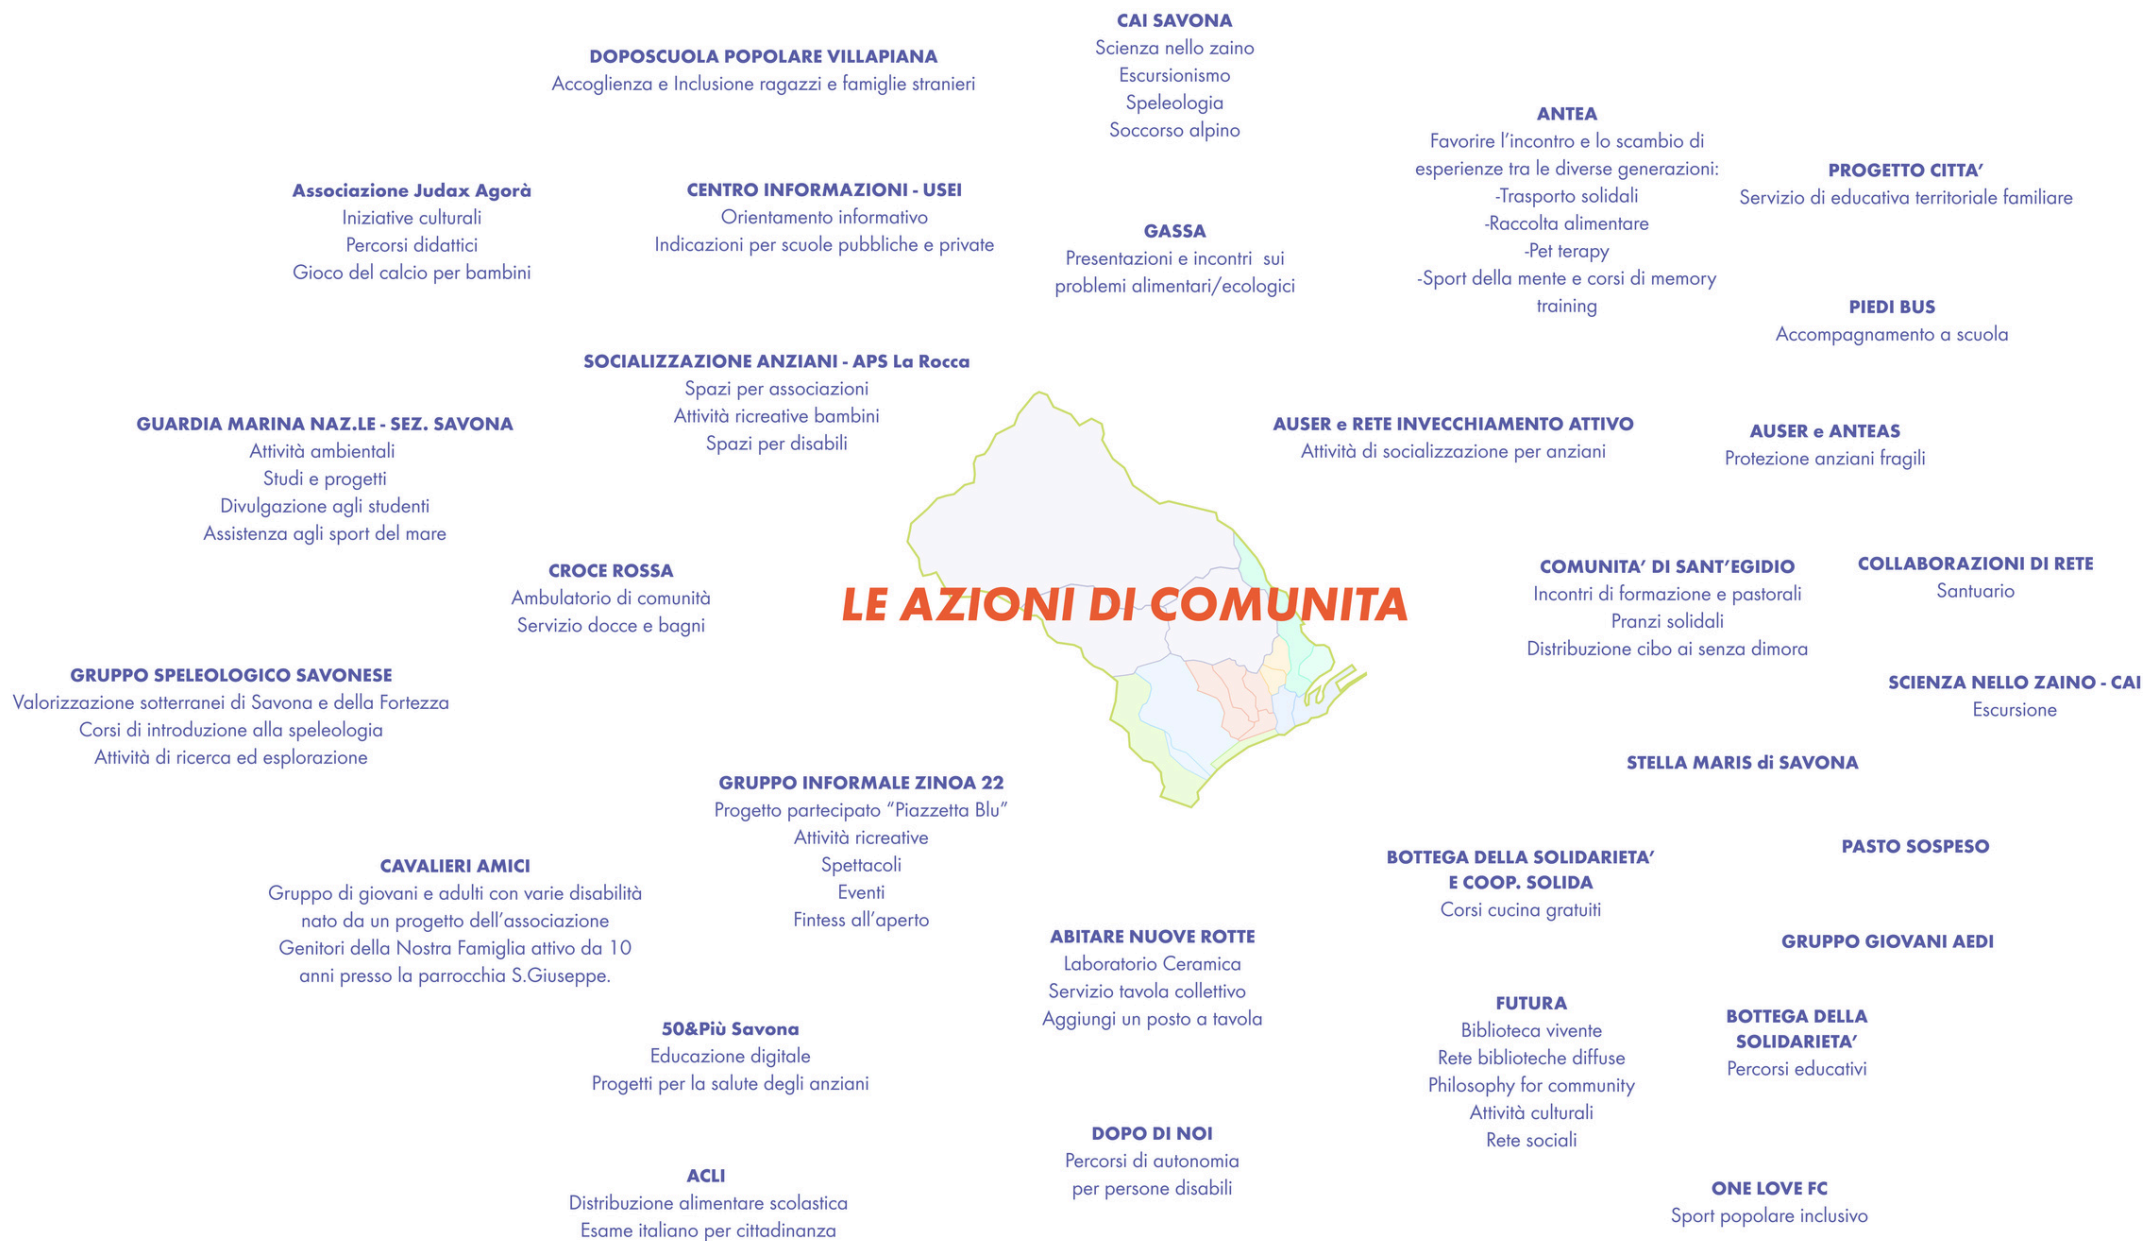 CAI SAVONA
Scienza nello zaino
Escursionismo
Speleologia
Soccorso alpino
DOPOSCUOLA POPOLARE VILLAPIANA
Accoglienza e Inclusione ragazzi e famiglie stranieri
ANTEA
Favorire l’incontro e lo scambio di
esperienze tra le diverse generazioni:
-Trasporto solidali
-Raccolta alimentare
-Pet terapy
-Sport della mente e corsi di memory
training
PROGETTO CITTA’
Servizio di educativa territoriale familiare
Associazione Judax Agorà
Iniziative culturali
Percorsi didattici
Gioco del calcio per bambini
CENTRO INFORMAZIONI - USEI
Orientamento informativo
Indicazioni per scuole pubbliche e private
GASSA
Presentazioni e incontri  sui
problemi alimentari/ecologici
PIEDI BUS
Accompagnamento a scuola
SOCIALIZZAZIONE ANZIANI - APS La Rocca
Spazi per associazioni
Attività ricreative bambini
Spazi per disabili
GUARDIA MARINA NAZ.LE - SEZ. SAVONA
Attività ambientali
Studi e progetti
Divulgazione agli studenti
Assistenza agli sport del mare
AUSER e RETE INVECCHIAMENTO ATTIVO
Attività di socializzazione per anziani
AUSER e ANTEAS
Protezione anziani fragili
CROCE ROSSA
Ambulatorio di comunità
Servizio docce e bagni
LE AZIONI DI COMUNITA
COMUNITA’ DI SANT’EGIDIO
Incontri di formazione e pastorali
Pranzi solidali
Distribuzione cibo ai senza dimora
COLLABORAZIONI DI RETE
Santuario
GRUPPO SPELEOLOGICO SAVONESE
Valorizzazione sotterranei di Savona e della Fortezza
Corsi di introduzione alla speleologia
Attività di ricerca ed esplorazione
SCIENZA NELLO ZAINO - CAI
Escursione
STELLA MARIS di SAVONA
GRUPPO INFORMALE ZINOA 22
Progetto partecipato “Piazzetta Blu”
Attività ricreative
Spettacoli
Eventi
Fintess all’aperto
PASTO SOSPESO
BOTTEGA DELLA SOLIDARIETA’
E COOP. SOLIDA
Corsi cucina gratuiti
CAVALIERI AMICI
Gruppo di giovani e adulti con varie disabilità
nato da un progetto dell’associazione
Genitori della Nostra Famiglia attivo da 10
anni presso la parrocchia S.Giuseppe.
ABITARE NUOVE ROTTE
Laboratorio Ceramica
Servizio tavola collettivo
Aggiungi un posto a tavola
GRUPPO GIOVANI AEDI
FUTURA
Biblioteca vivente
Rete biblioteche diffuse
Philosophy for community
Attività culturali
Rete sociali
BOTTEGA DELLA
SOLIDARIETA’
Percorsi educativi
50&Più Savona
Educazione digitale
Progetti per la salute degli anziani
DOPO DI NOI
Percorsi di autonomia
per persone disabili
ACLI
Distribuzione alimentare scolastica
Esame italiano per cittadinanza
ONE LOVE FC
Sport popolare inclusivo